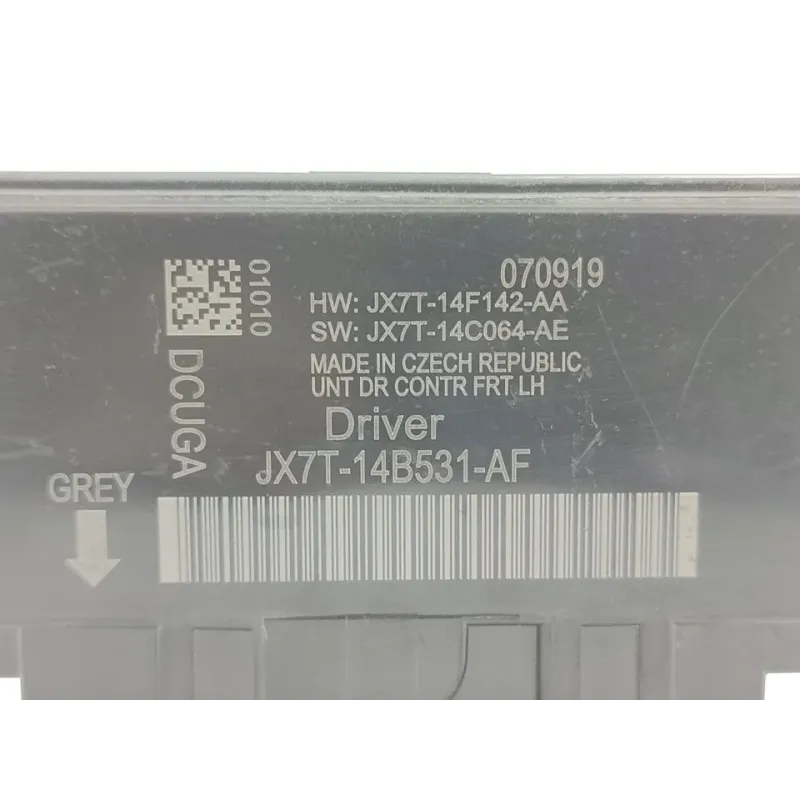 070919
01010
HW: JX7T-14F142-AA
SW: JX7T-14C064-AE
MADE IN CZECH REPUBLIC
UNT DR CONTR FRT LH
DCUGA
Driver
JX7T-14B531-AF
GREY